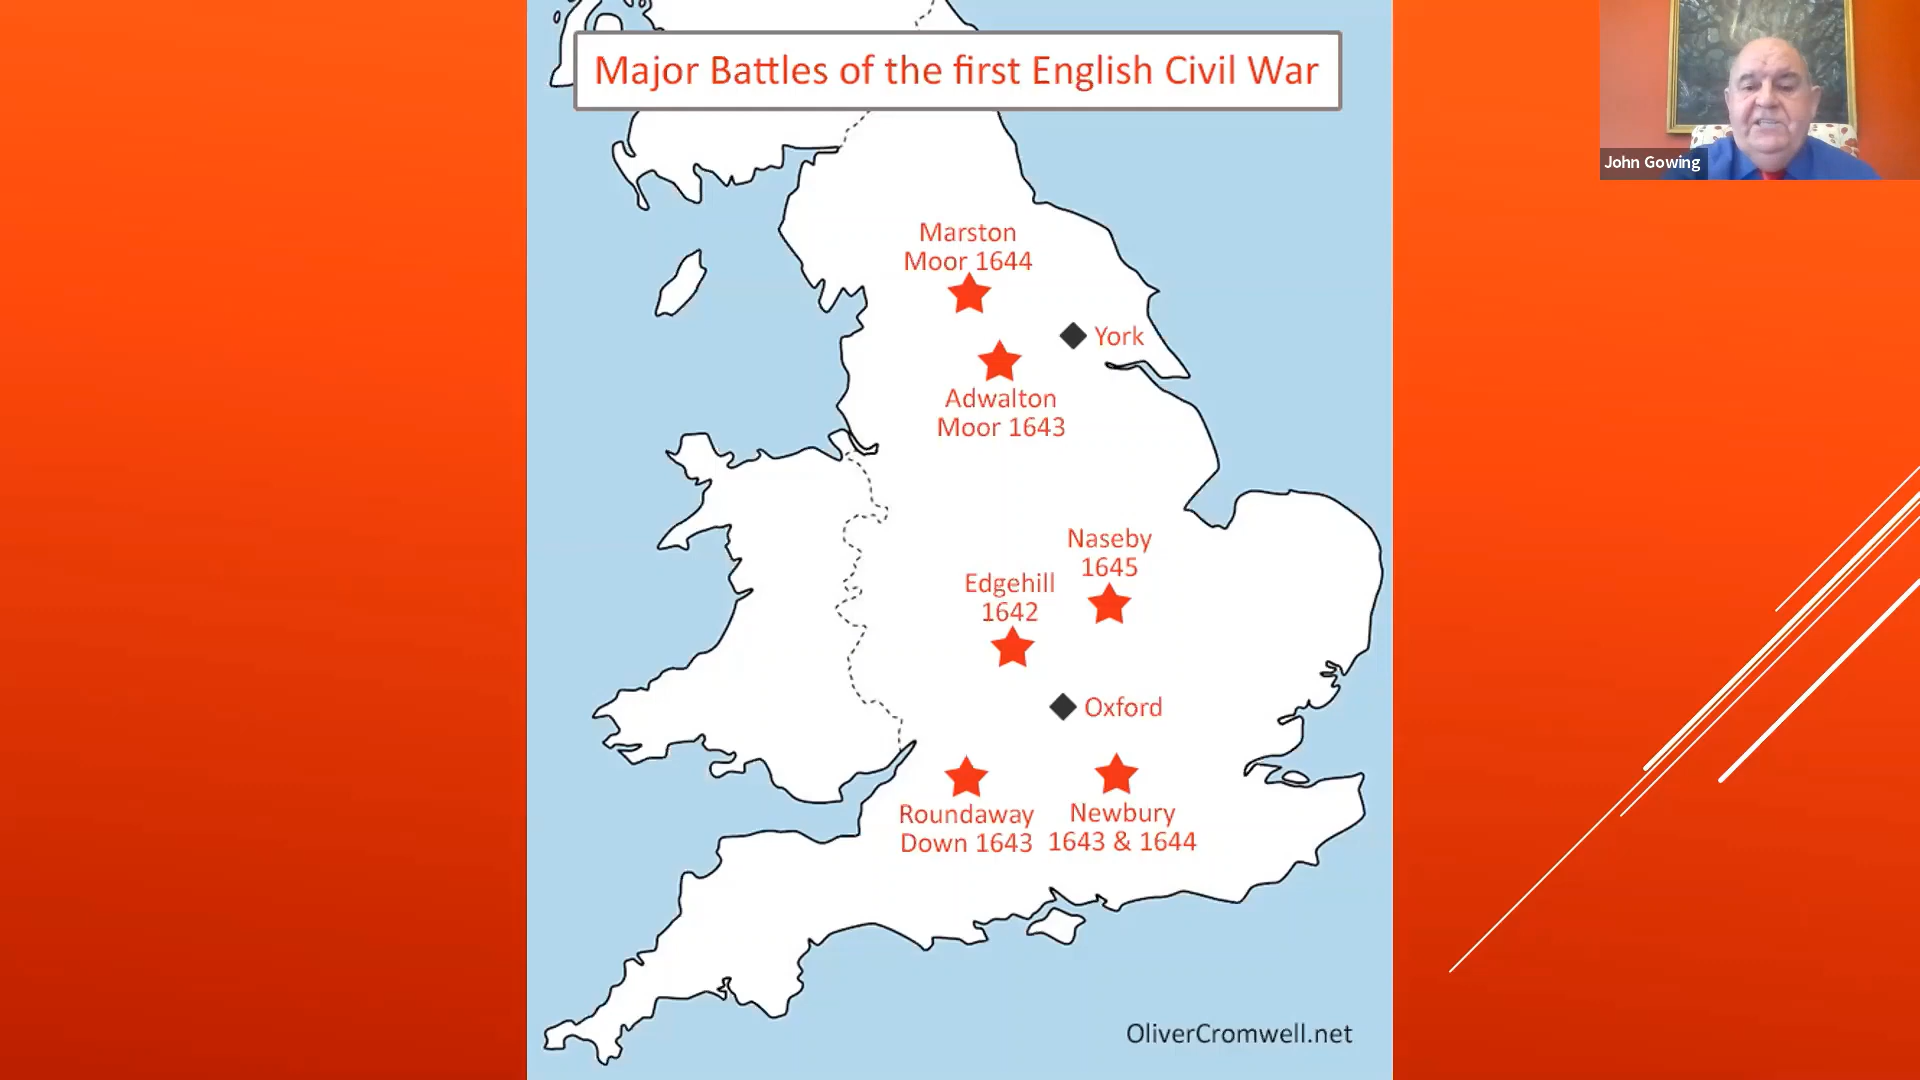 Major Battles of the first English Civil War
John Gowing
Marston
Moor 1644
York
Adwalton
Moor 1643
Naseby
1645
Edgehill
1642
Oxford
Roundaway
Down 1643
Newbury
1643 & 1644
OliverCromwell.net